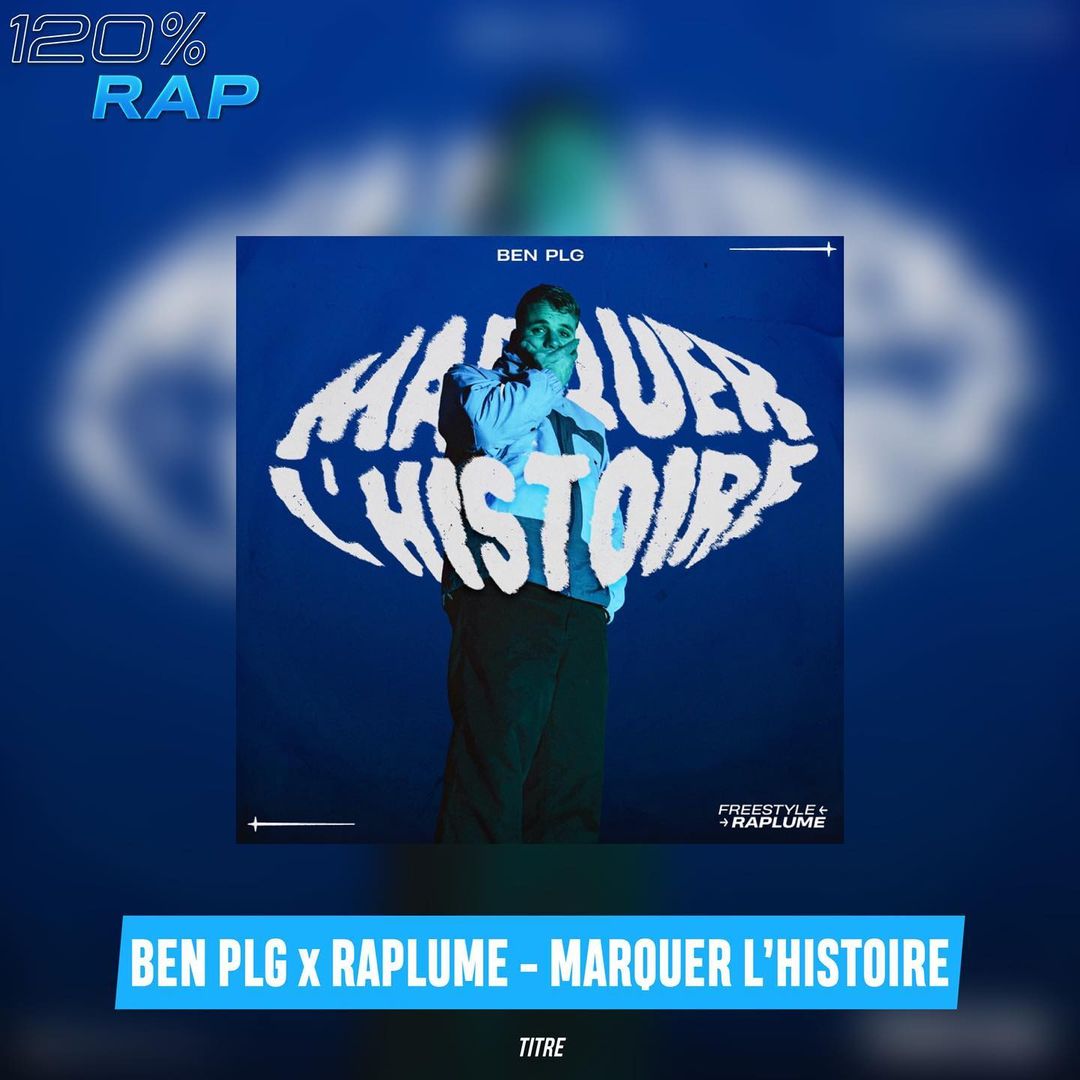 120%
RAP
BEN PLG
MARQUER
L'HISTOIRE
FREESTYLE ←
→ RAPLUME
BEN PLG x RAPLUME - MARQUER L'HISTOIRE
TITRE